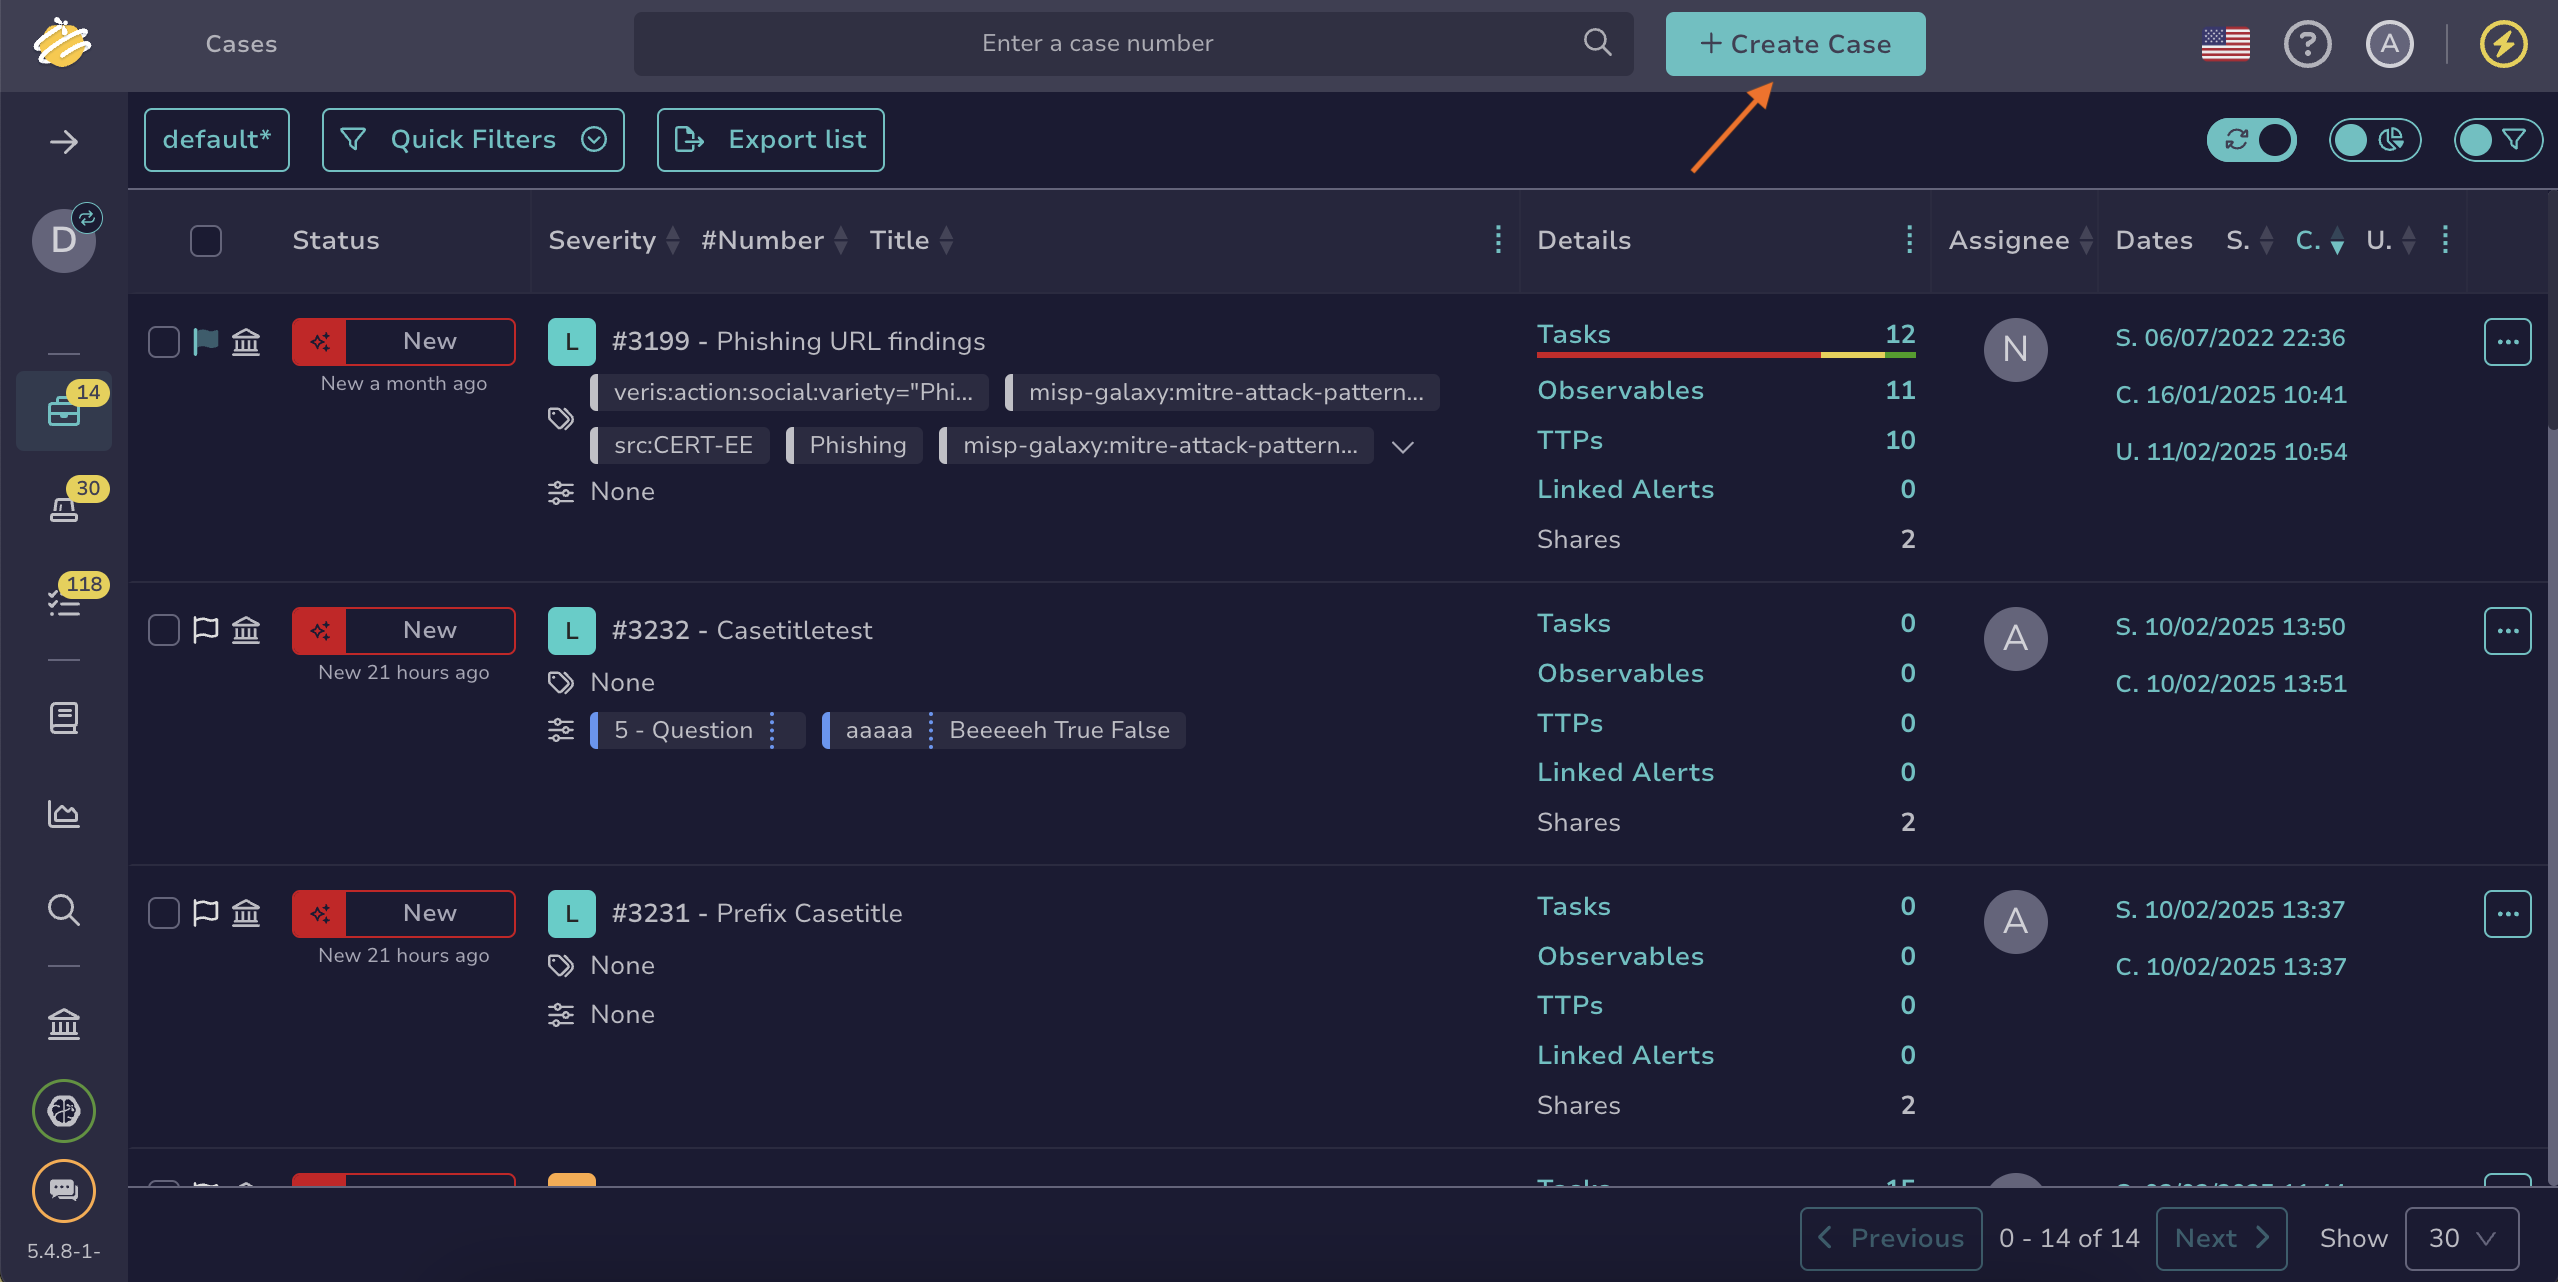 Cases
Enter a case number
+ Create Case
A
default*
Quick Filters
Export list
D
Status
Severity
#Number
Title
Details
Assignee
Dates
S.
C.
U.
14
30
118
New
New a month ago
L
#3199 - Phishing URL findings
veris:action:social:variety="Phi...
misp-galaxy:mitre-attack-pattern...
src:CERT-EE
Phishing
misp-galaxy:mitre-attack-pattern...
None
Tasks 12
Observables 11
TTPs 10
Linked Alerts 0
Shares 2
N
S. 06/07/2022 22:36
C. 16/01/2025 10:41
U. 11/02/2025 10:54
New
New 21 hours ago
L
#3232 - Casetitletest
None
5 - Question
aaaaa
Beeeeeh True False
Tasks 0
Observables 0
TTPs 0
Linked Alerts 0
Shares 2
A
S. 10/02/2025 13:50
C. 10/02/2025 13:51
New
New 21 hours ago
L
#3231 - Prefix Casetitle
None
None
Tasks 0
Observables 0
TTPs 0
Linked Alerts 0
Shares 2
A
S. 10/02/2025 13:37
C. 10/02/2025 13:37
Tasks 15
5.4.8-1-
Previous
0 - 14 of 14
Next
Show
30